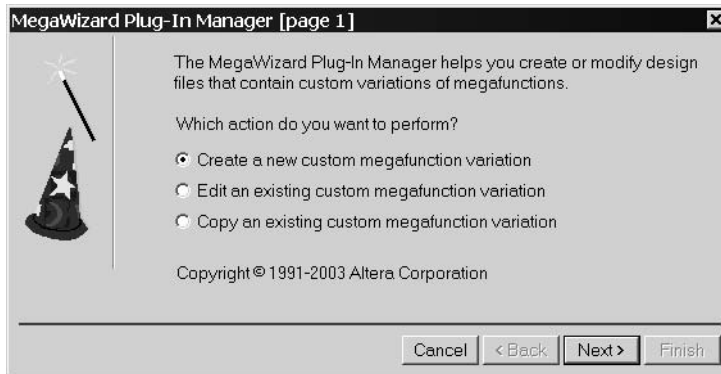 MegaWizard Plug-In Manager [page 1]
The MegaWizard Plug-In Manager helps you create or modify design
files that contain custom variations of megafunctions.
Which action do you want to perform?
Create a new custom megafunction variation
Edit an existing custom megafunction variation
Copy an existing custom megafunction variation
Copyright © 1991-2003 Altera Corporation
Cancel < Back Next > Finish